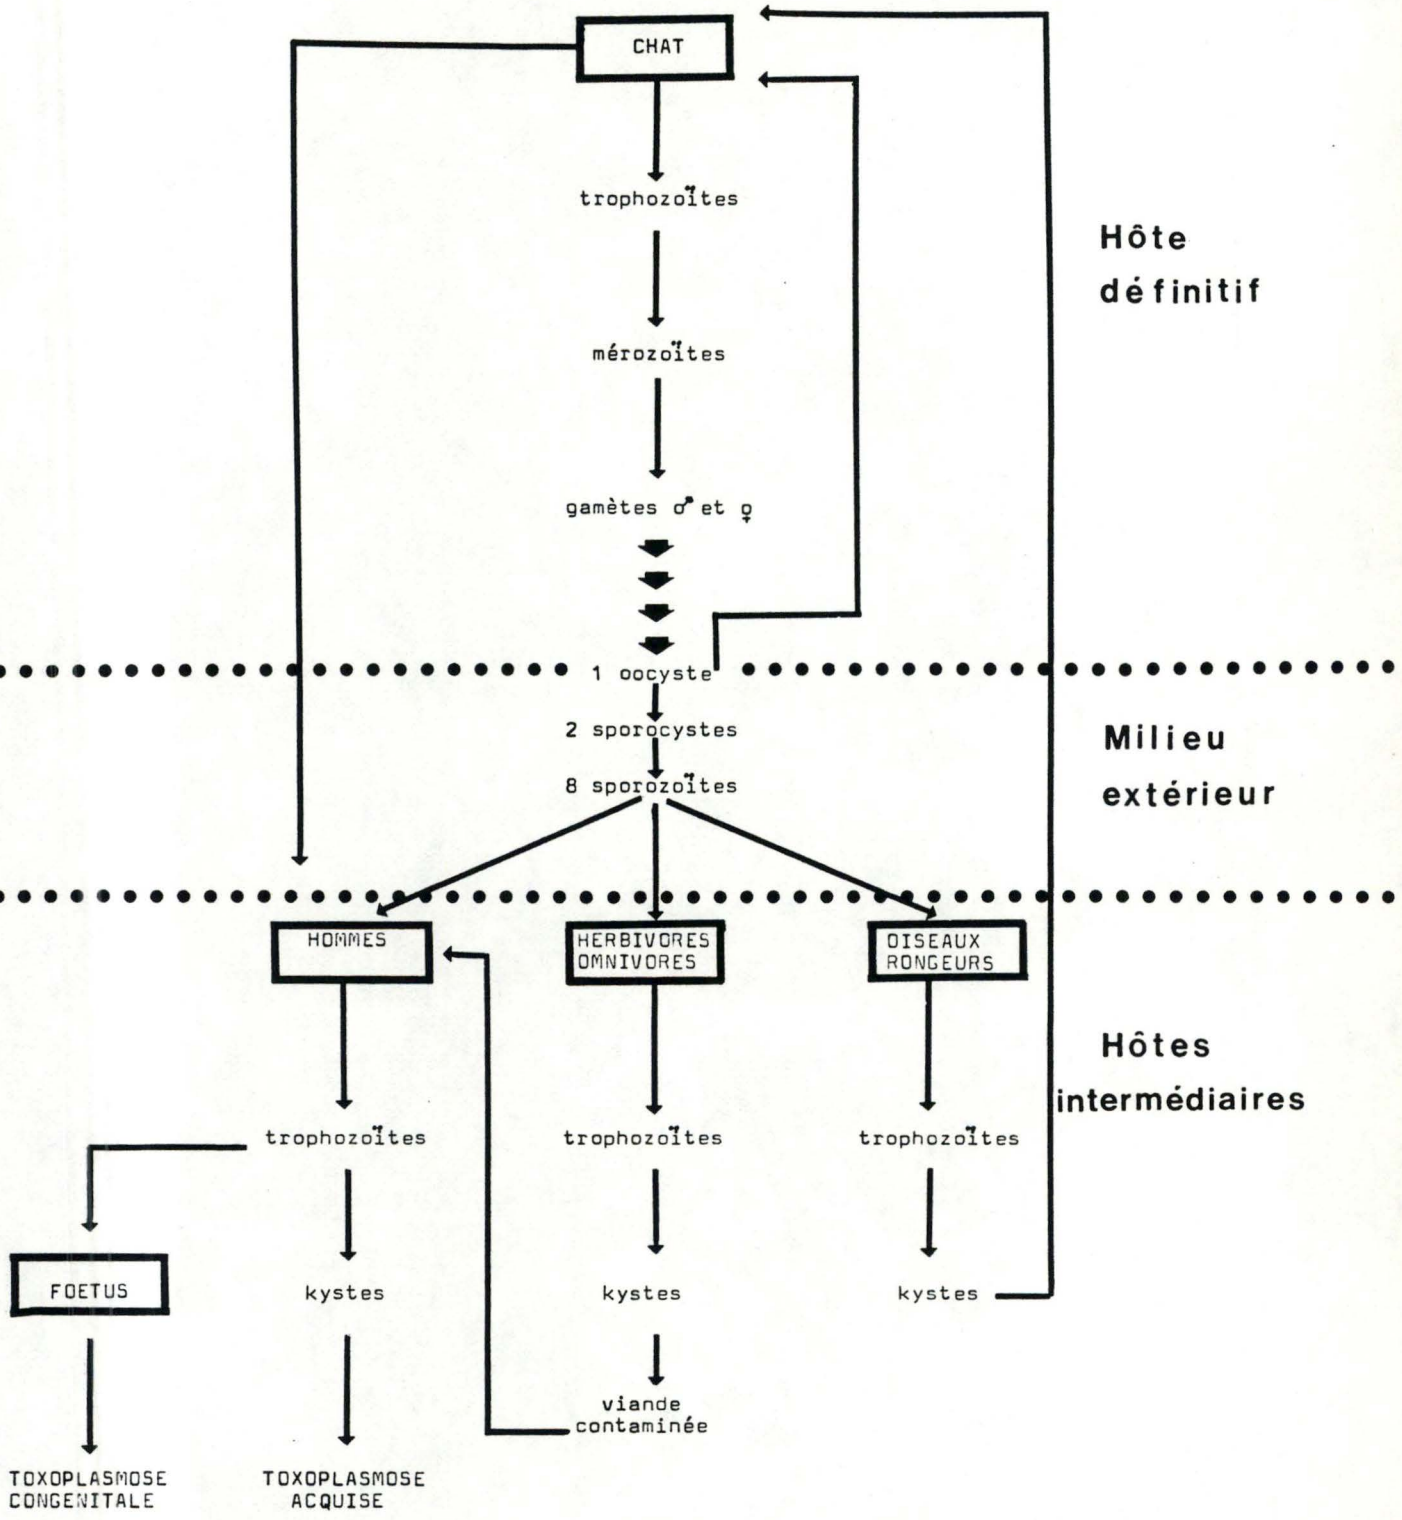 CHAT
trophozoïtes
Hôte
définitif
mérozoïtes
gamètes ♂ et ♀
1 oocyste
2 sporocystes
Milieu
8 sporozoïtes
extérieur
HOMMES
HERBIVORES
OMNIVORES
OISEAUX
RONGEURS
Hôtes
intermédiaires
trophozoïtes
trophozoïtes
trophozoïtes
FOETUS
kystes
kystes
kystes
viande
contaminée
TOXOPLASMOSE
CONGENITALE
TOXOPLASMOSE
ACQUISE